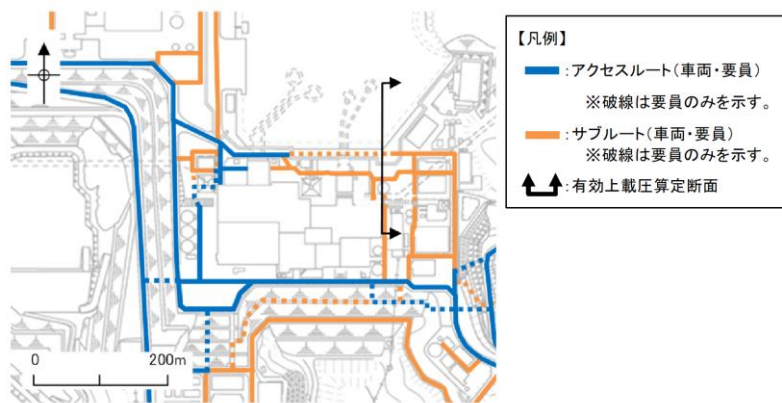 【凡例】
:アクセスルート(車両・要員)
※破線は要員のみを示す。
:サブルート(車両・要員)
※破線は要員のみを示す。
:有効上載圧算定断面
0 200m